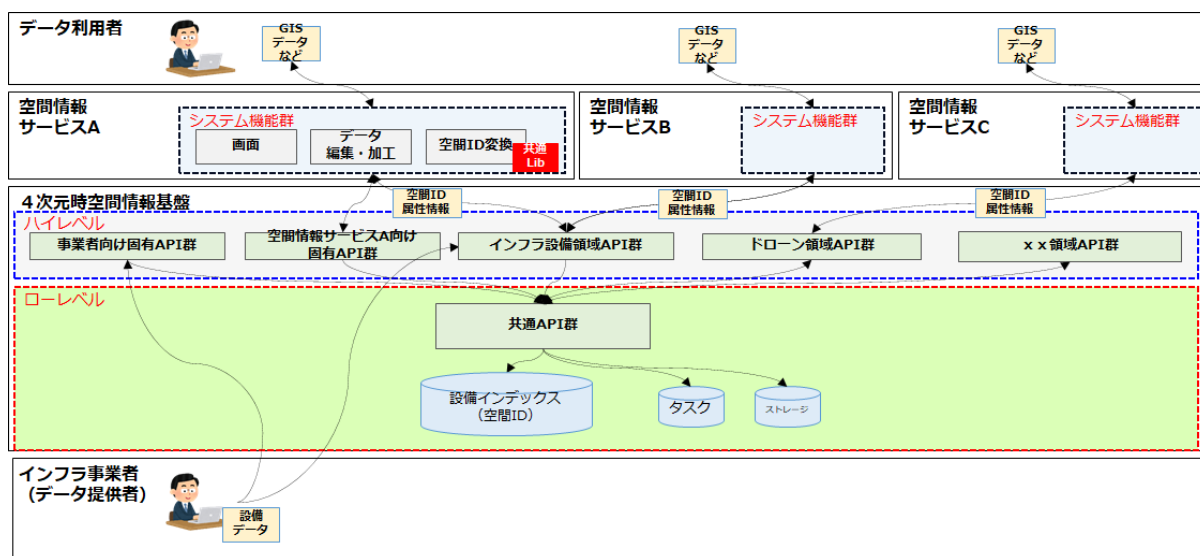 データ利用者
GIS
データ
など
GIS
データ
など
GIS
データ
など
空間情報
サービスA
システム機能群
画面
データ
編集・加工
空間ID変換
共通
Lib
空間情報
サービスB
システム機能群
空間情報
サービスC
システム機能群
4次元時空間情報基盤
空間ID
属性情報
空間ID
属性情報
空間ID
属性情報
ハイレベル
事業者向け固有API群
空間情報サービスA向け
固有API群
インフラ設備領域API群
ドローン領域API群
xx領域API群
ローレベル
共通API群
設備インデックス
(空間ID)
タスク
ストレージ
インフラ事業者
(データ提供者)
設備
データ